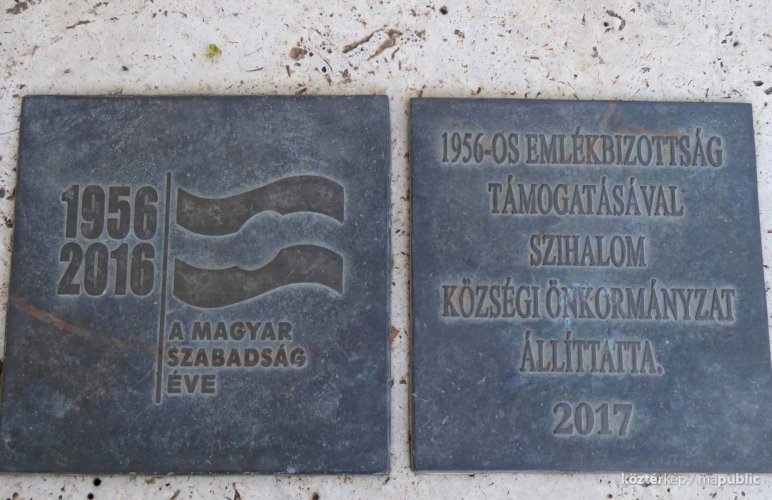 1956
2016
A MAGYAR
SZABADSÁG
ÉVE
1956-OS EMLÉKBIZOTTSÁG
TÁMOGATÁSÁVAL
SZIHALOM
KÖZSÉGI ÖNKORMÁNYZAT
ÁLLÍTTATTA.
2017
köztérkép / mapublic